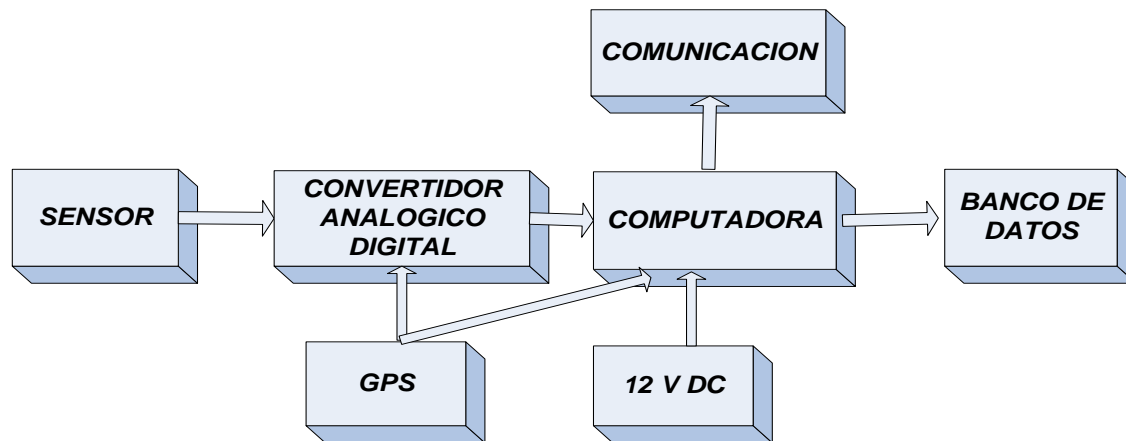 COMUNICACION
SENSOR
CONVERTIDOR
ANALOGICO
DIGITAL
COMPUTADORA
BANCO DE
DATOS
GPS
12 V DC